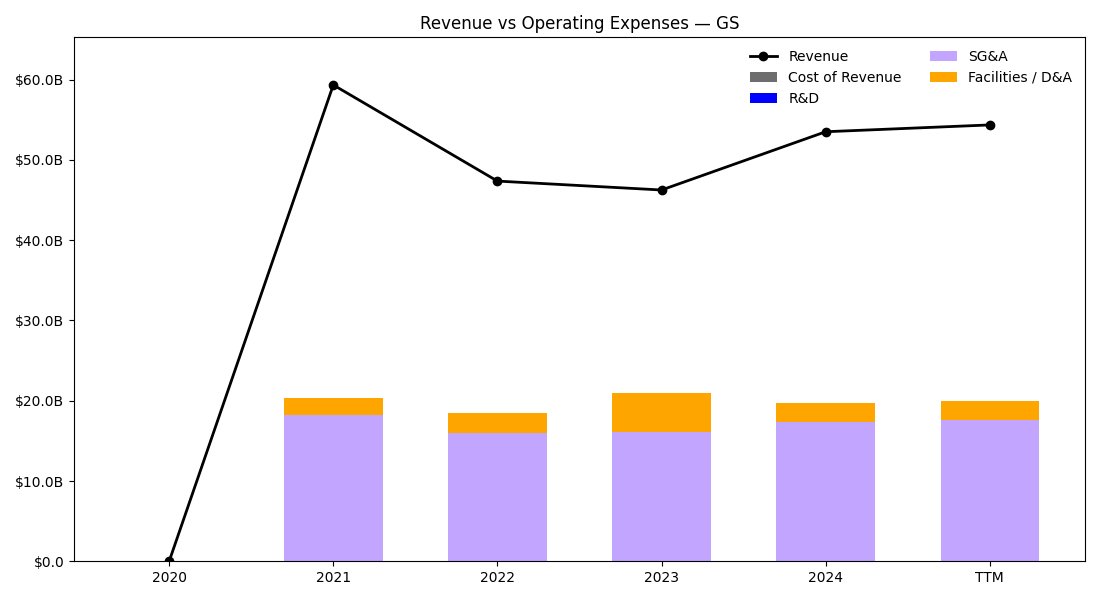 Revenue vs Operating Expenses — GS
Revenue
Cost of Revenue
R&D
SG&A
Facilities / D&A
$60.0B
$50.0B
$40.0B
$30.0B
$20.0B
$10.0B
$0.0
2020 2021 2022 2023 2024 TTM